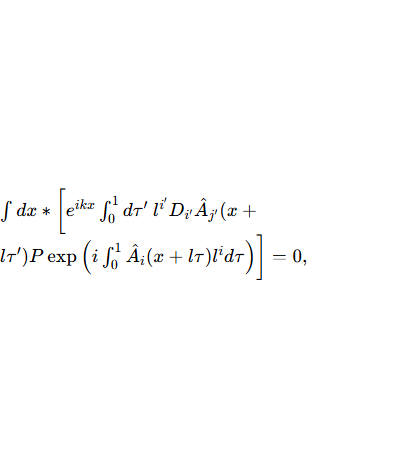 ∫ dx ∗ [e^{ikx} ∫_0^1 dτ′ l^{i′} D_{i′} Â_{j′}(x +
lτ′)P exp (i ∫_0^1 Â_i(x + lτ)l^i dτ)] = 0,